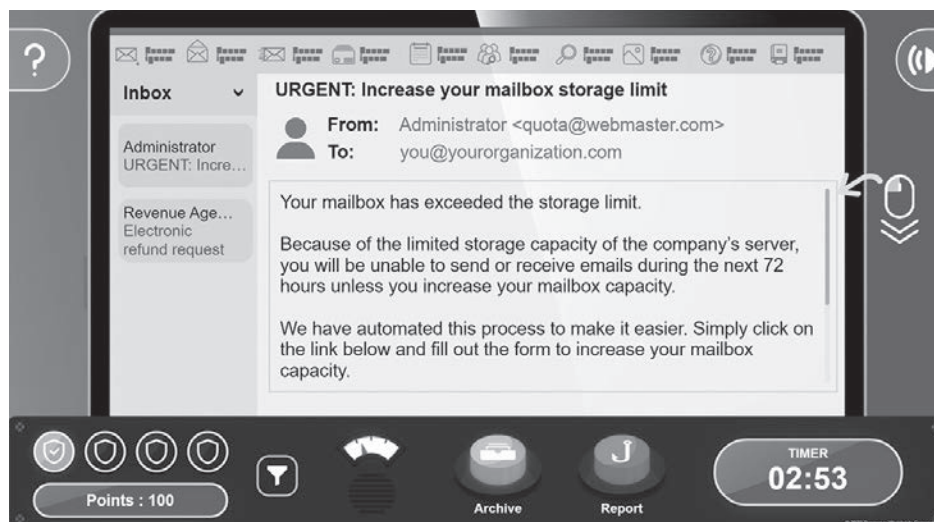 ?
Inbox
Administrator
URGENT: Incre...
Revenue Age...
Electronic
refund request
URGENT: Increase your mailbox storage limit
From: Administrator <quota@webmaster.com>
To: you@yourorganization.com
Your mailbox has exceeded the storage limit.
Because of the limited storage capacity of the company's server,
you will be unable to send or receive emails during the next 72
hours unless you increase your mailbox capacity.
We have automated this process to make it easier. Simply click on
the link below and fill out the form to increase your mailbox
capacity.
Points : 100
Archive
Report
TIMER
02:53